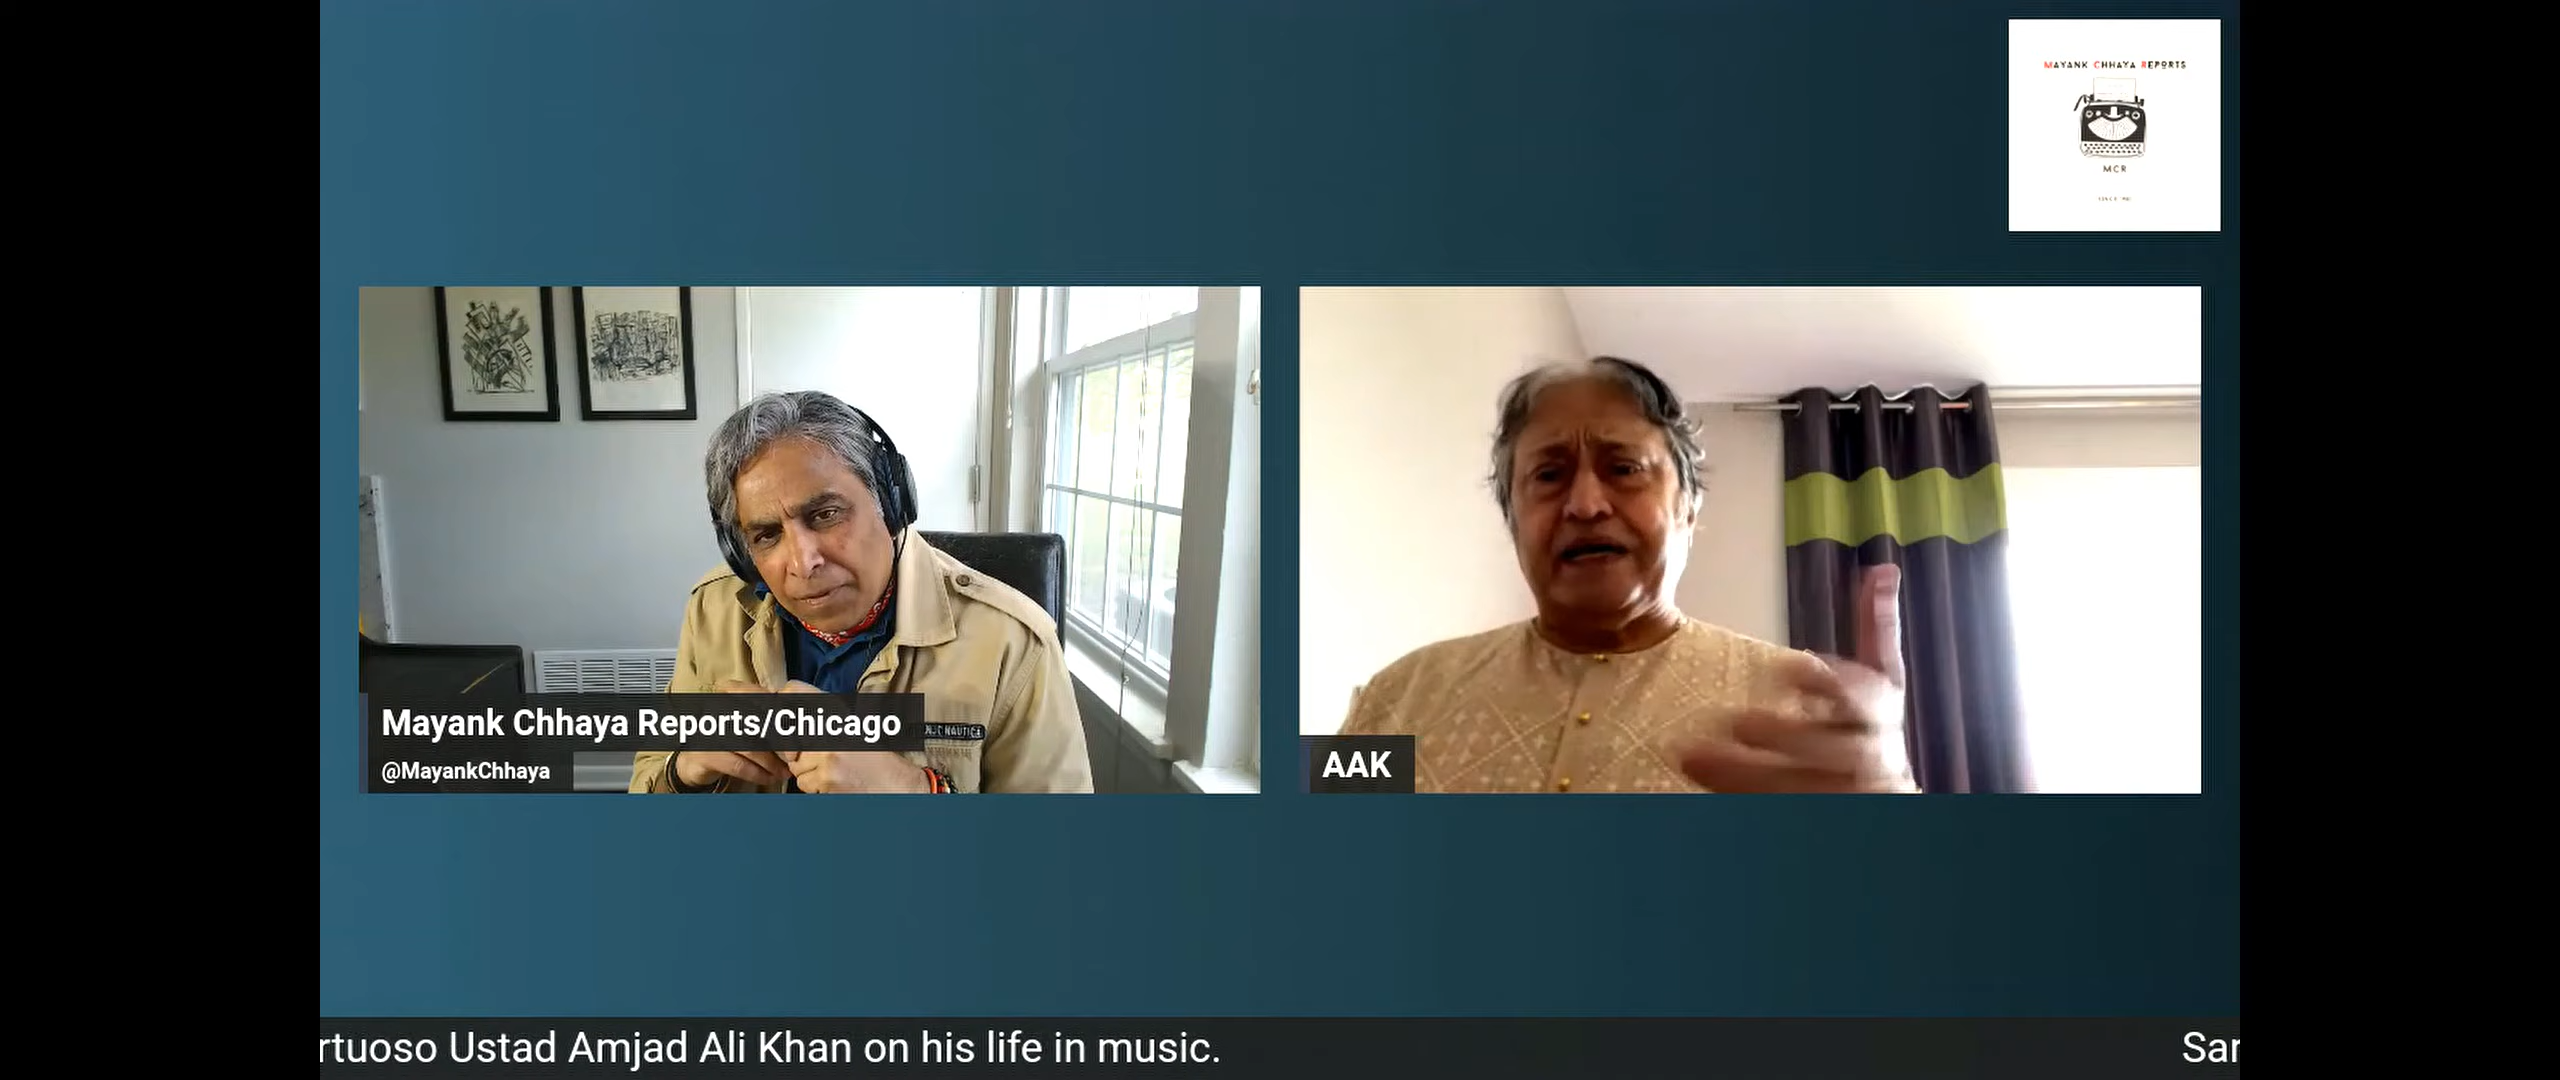 MAYANK CHHAYA REPORTS
MCR
Mayank Chhaya Reports/Chicago
@MayankChhaya
AAK
rtuoso Ustad Amjad Ali Khan on his life in music.
Sar